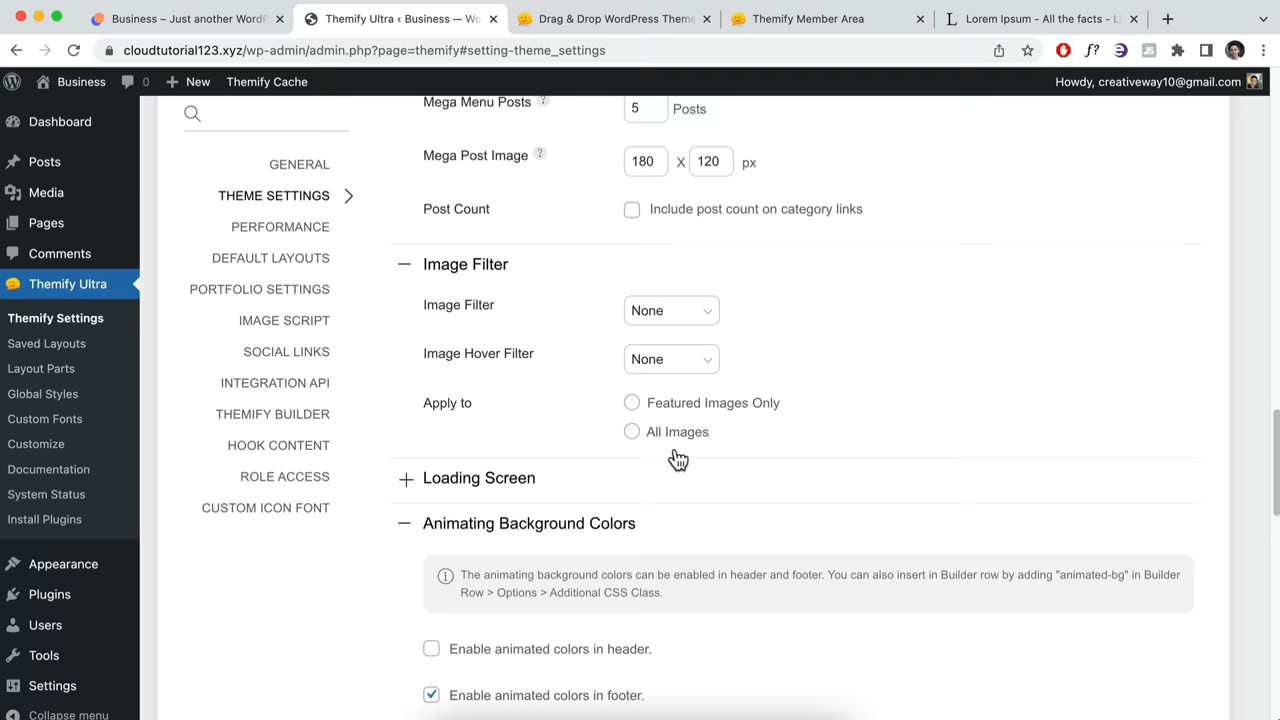 Business – Just another WordP
Themify Ultra ‹ Business — Wo
Drag & Drop WordPress Theme
Themify Member Area
Lorem Ipsum - All the facts - Li
cloudtutorial123.xyz/wp-admin/admin.php?page=themify#setting-theme_settings
Business
0
New
Themify Cache
Howdy, creativeway10@gmail.com
Dashboard
Posts
Media
Pages
Comments
Themify Ultra
Themify Settings
Saved Layouts
Layout Parts
Global Styles
Custom Fonts
Customize
Documentation
System Status
Install Plugins
Appearance
Plugins
Users
Tools
Settings
Collapse menu
GENERAL
THEME SETTINGS
PERFORMANCE
DEFAULT LAYOUTS
PORTFOLIO SETTINGS
IMAGE SCRIPT
SOCIAL LINKS
INTEGRATION API
THEMIFY BUILDER
HOOK CONTENT
ROLE ACCESS
CUSTOM ICON FONT
Mega Menu Posts ? 5 Posts
Mega Post Image ? 180 X 120 px
Post Count Include post count on category links
Image Filter
Image Filter None
Image Hover Filter None
Apply to Featured Images Only
All Images
Loading Screen
Animating Background Colors
The animating background colors can be enabled in header and footer. You can also insert in Builder row by adding "animated-bg" in Builder
Row > Options > Additional CSS Class.
Enable animated colors in header.
Enable animated colors in footer.